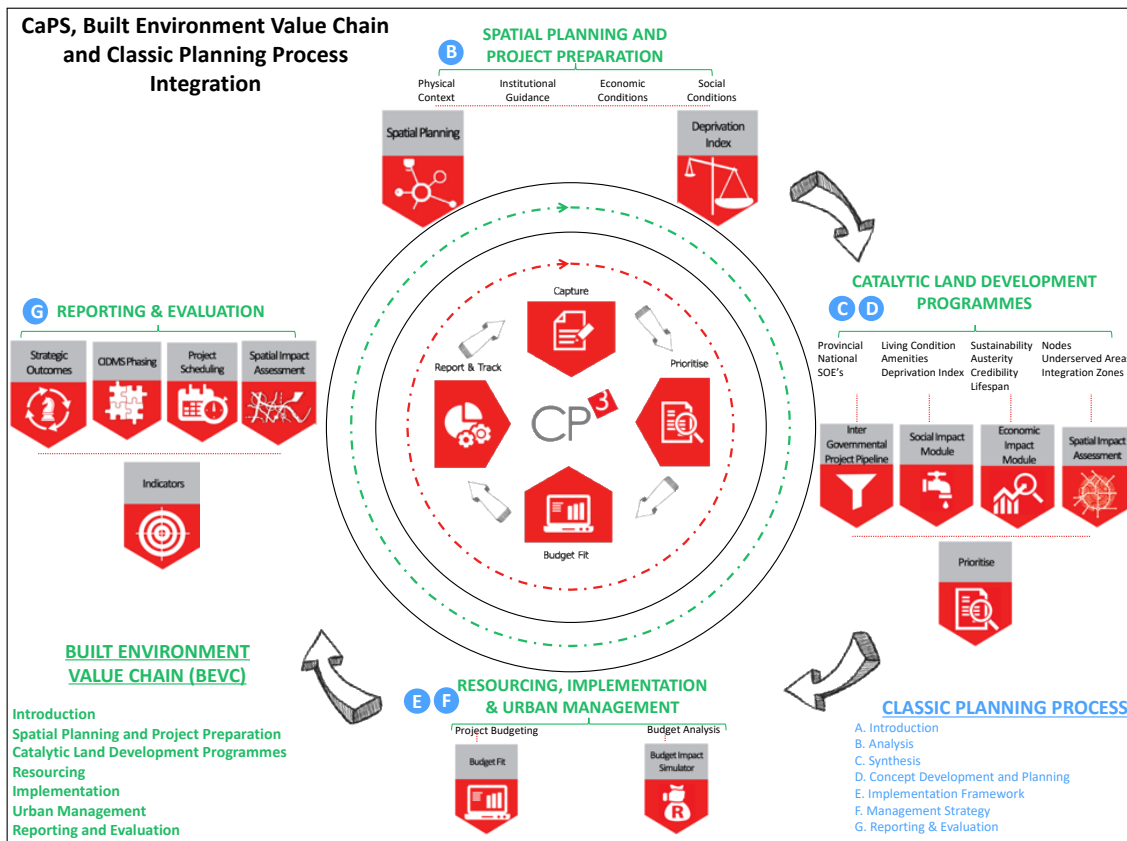 CaPS, Built Environment Value Chain
and Classic Planning Process
Integration
B
SPATIAL PLANNING AND
PROJECT PREPARATION
Physical
Context
Institutional
Guidance
Economic
Conditions
Social
Conditions
Spatial Planning
Deprivation
Index
G
REPORTING & EVALUATION
Strategic
Outcomes
CIDMS Phasing
Project
Scheduling
Spatial Impact
Assessment
Indicators
Capture
Report & Track
Prioritise
CP3
Budget Fit
CATALYTIC LAND DEVELOPMENT
PROGRAMMES
C D
Provincial
National
SOE's
Living Condition
Amenities
Deprivation Index
Sustainability
Austerity
Credibility
Lifespan
Nodes
Underserved Areas
Integration Zones
Inter
Governmental
Project Pipeline
Social Impact
Module
Economic
Impact
Module
Spatial Impact
Assessment
Prioritise
E F
RESOURCING, IMPLEMENTATION
& URBAN MANAGEMENT
Project Budgeting
Budget Analysis
Budget Fit
Budget Impact
Simulator
R
BUILT ENVIRONMENT
VALUE CHAIN (BEVC)
Introduction
Spatial Planning and Project Preparation
Catalytic Land Development Programmes
Resourcing
Implementation
Urban Management
Reporting and Evaluation
CLASSIC PLANNING PROCESS
A. Introduction
B. Analysis
C. Synthesis
D. Concept Development and Planning
E. Implementation Framework
F. Management Strategy
G. Reporting & Evaluation